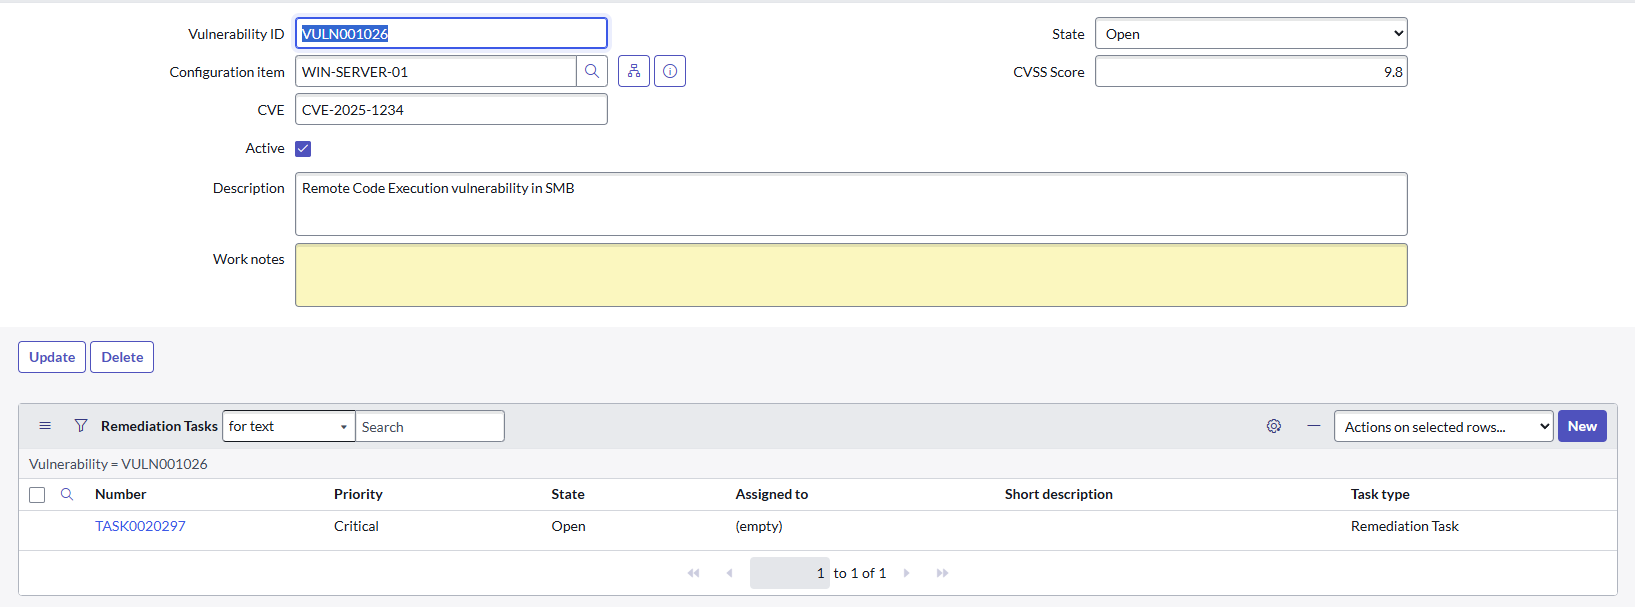 Vulnerability ID VULN001026 State Open
Configuration item WIN-SERVER-01 CVSS Score 9.8
CVE CVE-2025-1234
Active
Description Remote Code Execution vulnerability in SMB
Work notes
Update Delete
Remediation Tasks for text Search Actions on selected rows... New
Vulnerability = VULN001026
Number Priority State Assigned to Short description Task type
TASK0020297 Critical Open (empty) Remediation Task
1 to 1 of 1